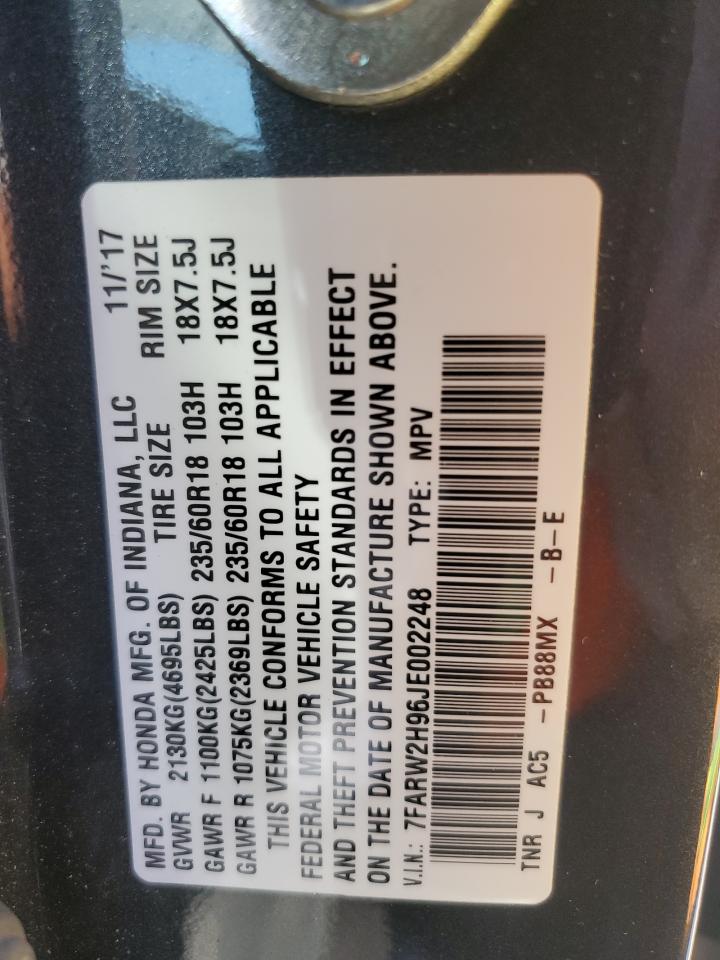 MFD. BY HONDA MFG. OF INDIANA, LLC 11/'17
GVWR 2130KG(4695LBS) TIRE SIZE RIM SIZE
GAWR F 1100KG(2425LBS) 235/60R18 103H 18X7.5J
GAWR R 1075KG(2369LBS) 235/60R18 103H 18X7.5J
THIS VEHICLE CONFORMS TO ALL APPLICABLE
FEDERAL MOTOR VEHICLE SAFETY
AND THEFT PREVENTION STANDARDS IN EFFECT
ON THE DATE OF MANUFACTURE SHOWN ABOVE.
V.I.N.: 7FARW2H96JE002248 TYPE: MPV
TNR J AC5 -PB88MX -B-E